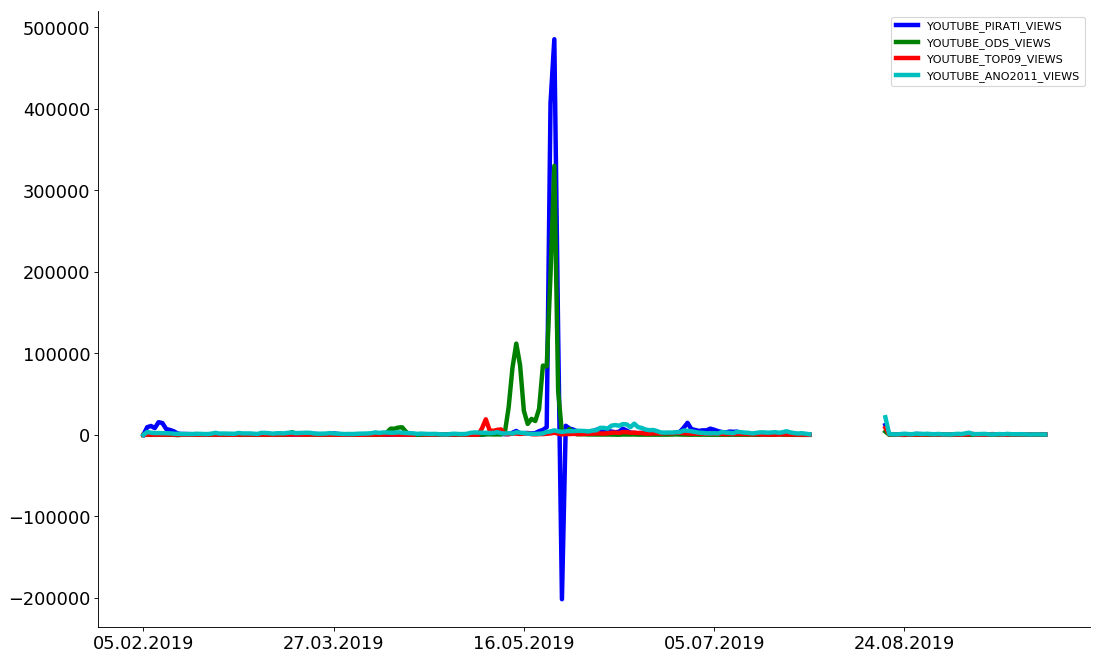 500000
400000
300000
200000
100000
0
−100000
−200000
05.02.2019 27.03.2019 16.05.2019 05.07.2019 24.08.2019
YOUTUBE_PIRATI_VIEWS
YOUTUBE_ODS_VIEWS
YOUTUBE_TOP09_VIEWS
YOUTUBE_ANO2011_VIEWS